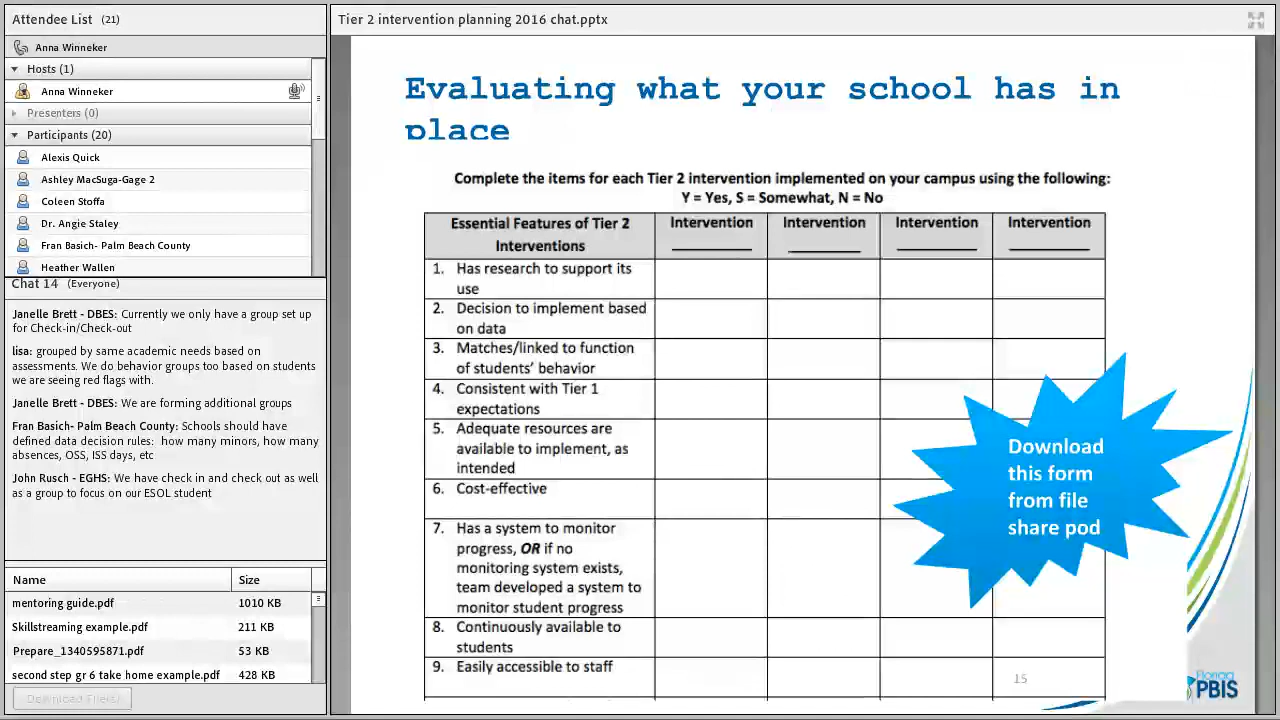 Attendee List (21)
Anna Winneker
Hosts (1)
Anna Winneker
Presenters (0)
Participants (20)
Alexis Quick
Ashley MacSuga-Gage 2
Coleen Stoffa
Dr. Angie Staley
Fran Basich- Palm Beach County
Heather Wallen
Chat 14 (Everyone)
Janelle Brett - DBES: Currently we only have a group set up
for Check-in/Check-out
lisa: grouped by same academic needs based on
assessments. We do behavior groups too based on students
we are seeing red flags with.
Janelle Brett - DBES: We are forming additional groups
Fran Basich- Palm Beach County: Schools should have
defined data decision rules: how many minors, how many
absences, OSS, ISS days, etc
John Rusch - EGHS: We have check in and check out as well
as a group to focus on our ESOL student
Name Size
mentoring guide.pdf 1010 KB
Skillstreaming example.pdf 211 KB
Prepare_1340595871.pdf 53 KB
second step gr 6 take home example.pdf 428 KB
Download File(s)
Tier 2 intervention planning 2016 chat.pptx
Evaluating what your school has in
place
Complete the items for each Tier 2 intervention implemented on your campus using the following:
Y = Yes, S = Somewhat, N = No
Essential Features of Tier 2 Intervention Intervention Intervention Intervention
Interventions
1. Has research to support its
use
2. Decision to implement based
on data
3. Matches/linked to function
of students' behavior
4. Consistent with Tier 1
expectations
5. Adequate resources are
available to implement, as
intended
6. Cost-effective
7. Has a system to monitor
progress, OR if no
monitoring system exists,
team developed a system to
monitor student progress
8. Continuously available to
students
9. Easily accessible to staff
Download
this form
from file
share pod
15
Florida
PBIS